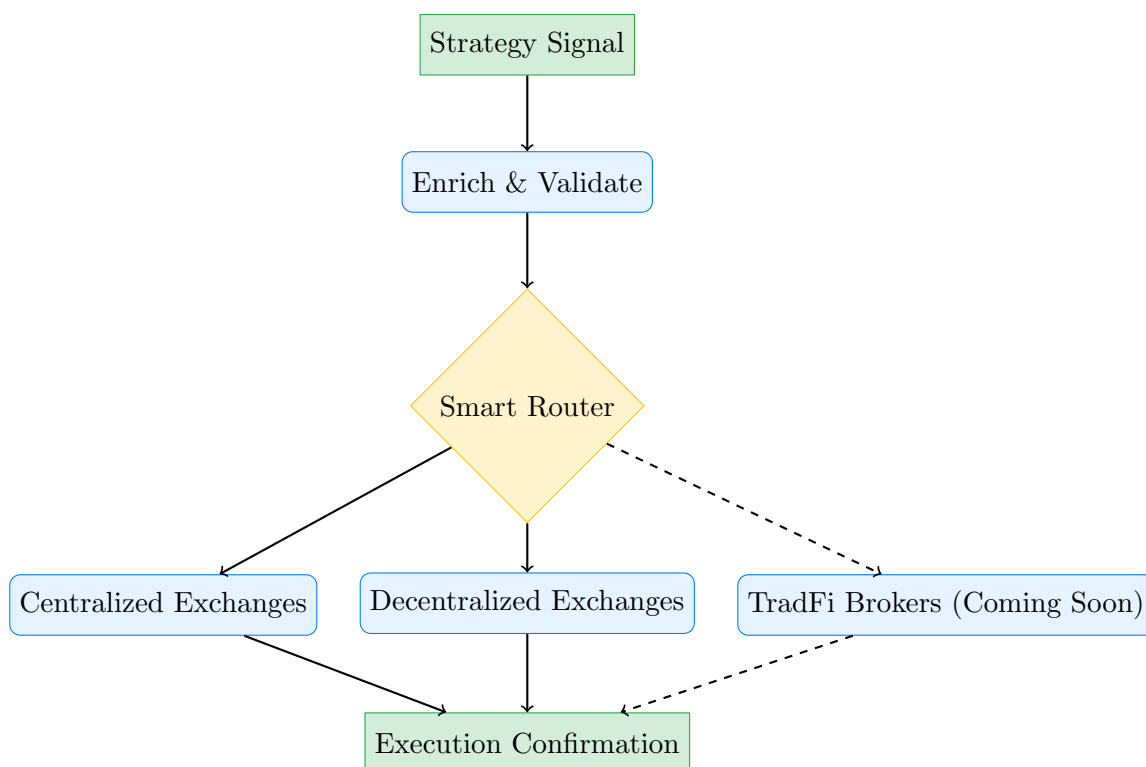 Strategy Signal
Enrich & Validate
Smart Router
Centralized Exchanges
Decentralized Exchanges
TradFi Brokers (Coming Soon)
Execution Confirmation